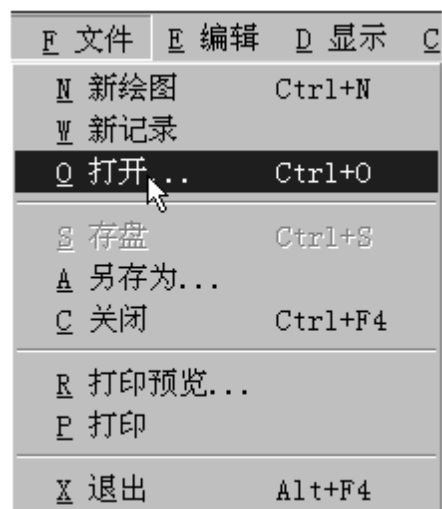 F 文件 E 编辑 D 显示 C
N 新绘图 Ctrl+N
W 新记录
O 打开... Ctrl+O
S 存盘 Ctrl+S
A 另存为...
C 关闭 Ctrl+F4
R 打印预览...
P 打印
X 退出 Alt+F4